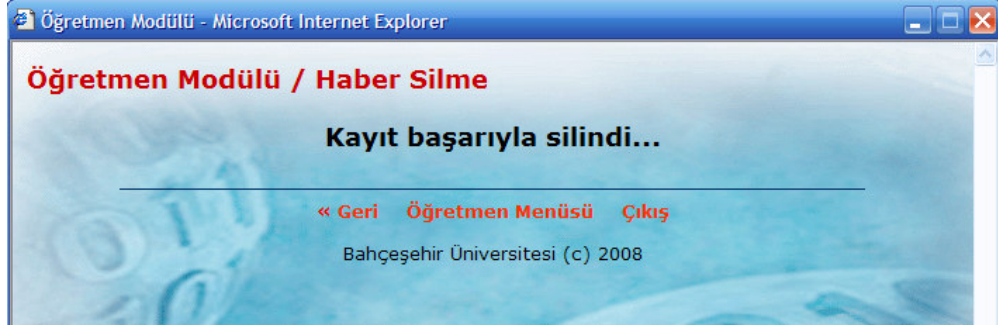 Öğretmen Modülü - Microsoft Internet Explorer
Öğretmen Modülü / Haber Silme
Kayıt başarıyla silindi...
« Geri Öğretmen Menüsü Çıkış
Bahçeşehir Üniversitesi (c) 2008